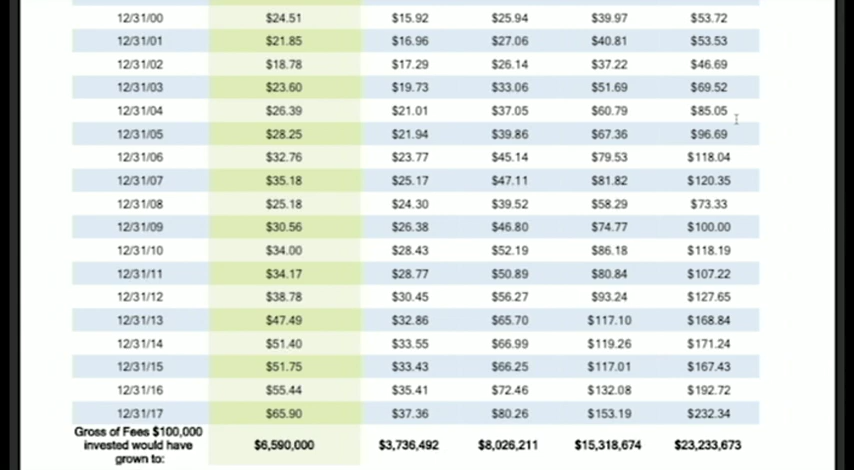 12/31/00 $24.51 $15.92 $25.94 $39.97 $53.72
12/31/01 $21.85 $16.96 $27.06 $40.81 $53.53
12/31/02 $18.78 $17.29 $26.14 $37.22 $46.69
12/31/03 $23.60 $19.73 $33.06 $51.69 $69.52
12/31/04 $26.39 $21.01 $37.05 $60.79 $85.05
12/31/05 $28.25 $21.94 $39.86 $67.36 $96.69
12/31/06 $32.76 $23.77 $45.14 $79.53 $118.04
12/31/07 $35.18 $25.17 $47.11 $81.82 $120.35
12/31/08 $25.18 $24.30 $39.52 $58.29 $73.33
12/31/09 $30.56 $26.38 $46.80 $74.77 $100.00
12/31/10 $34.00 $28.43 $52.19 $86.18 $118.19
12/31/11 $34.17 $28.77 $50.89 $80.84 $107.22
12/31/12 $38.78 $30.45 $56.27 $93.24 $127.65
12/31/13 $47.49 $32.86 $65.70 $117.10 $168.84
12/31/14 $51.40 $33.55 $66.99 $119.26 $171.24
12/31/15 $51.75 $33.43 $66.25 $117.01 $167.43
12/31/16 $55.44 $35.41 $72.46 $132.08 $192.72
12/31/17 $65.90 $37.36 $80.26 $153.19 $232.34
Gross of Fees $100,000
invested would have $6,590,000 $3,736,492 $8,026,211 $15,318,674 $23,233,673
grown to: